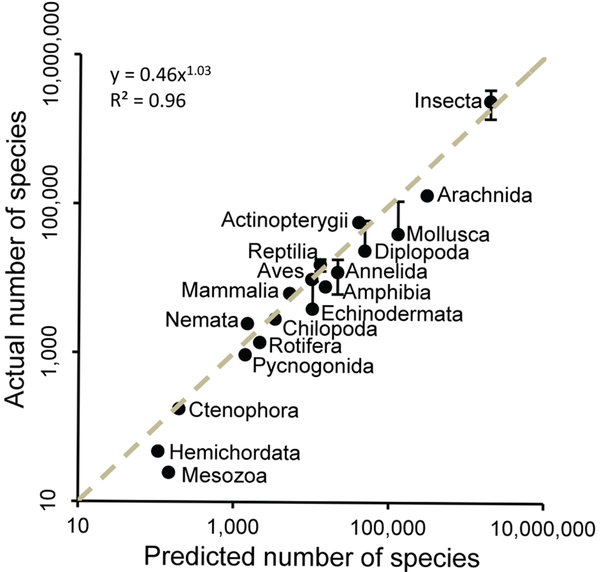 y = 0.46x^1.03
R² = 0.96
Actual number of species
10,000,000
100,000
1,000
10
Insecta
Arachnida
Actinopterygii
Mollusca
Diplopoda
Reptilia
Aves
Annelida
Mammalia
Amphibia
Echinodermata
Nemata
Chilopoda
Rotifera
Pycnogonida
Ctenophora
Hemichordata
Mesozoa
10
1,000
100,000
10,000,000
Predicted number of species